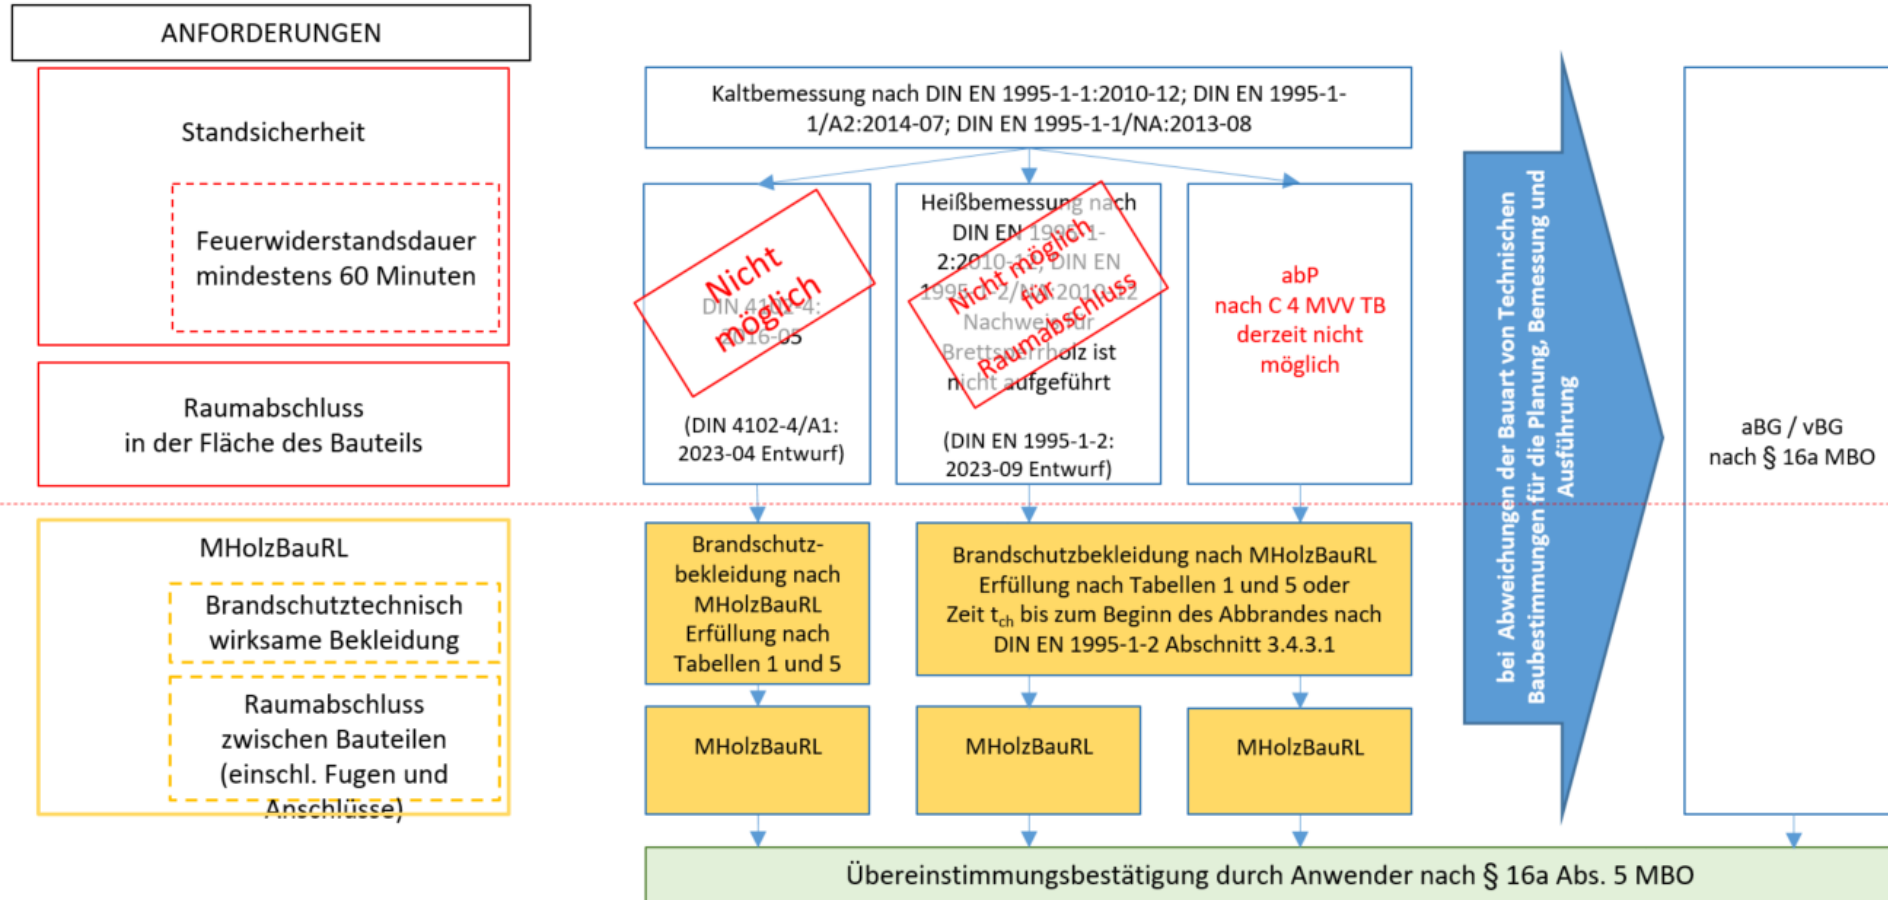 ANFORDERUNGEN
Standsicherheit
Feuerwiderstandsdauer
mindestens 60 Minuten
Raumabschluss
in der Fläche des Bauteils
MHolzBauRL
Brandschutztechnisch
wirksame Bekleidung
Raumabschluss
zwischen Bauteilen
(einschl. Fugen und
Anschlüsse)
Kaltbemessung nach DIN EN 1995-1-1:2010-12; DIN EN 1995-1-
1/A2:2014-07; DIN EN 1995-1-1/NA:2013-08
Nicht
möglich
DIN 4102-4:
2016-05
(DIN 4102-4/A1:
2023-04 Entwurf)
Heißbemessung nach
DIN EN 1995-1-
2:2010-12; DIN EN
1995-1-2/NA:2010-12
Nachweis für
Brettsperrholz ist
nicht aufgeführt
Nicht möglich
für
Raumabschluss
(DIN EN 1995-1-2:
2023-09 Entwurf)
abP
nach C 4 MVV TB
derzeit nicht
möglich
Brandschutz-
bekleidung nach
MHolzBauRL
Erfüllung nach
Tabellen 1 und 5
Brandschutzbekleidung nach MHolzBauRL
Erfüllung nach Tabellen 1 und 5 oder
Zeit tch bis zum Beginn des Abbrandes nach
DIN EN 1995-1-2 Abschnitt 3.4.3.1
MHolzBauRL
MHolzBauRL
MHolzBauRL
bei Abweichungen der Bauart von Technischen
Baubestimmungen für die Planung, Bemessung und
Ausführung
aBG / vBG
nach § 16a MBO
Übereinstimmungsbestätigung durch Anwender nach § 16a Abs. 5 MBO